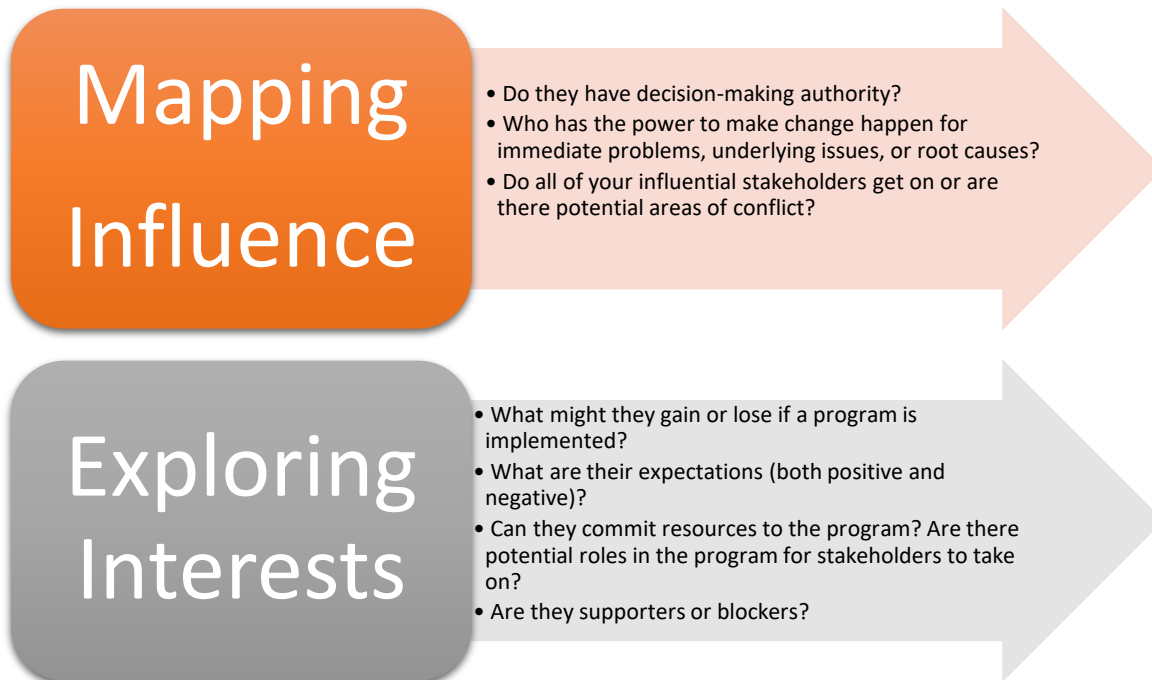 Mapping
Influence
• Do they have decision-making authority?
• Who has the power to make change happen for
immediate problems, underlying issues, or root causes?
• Do all of your influential stakeholders get on or are
there potential areas of conflict?
Exploring
Interests
• What might they gain or lose if a program is
implemented?
• What are their expectations (both positive and
negative)?
• Can they commit resources to the program? Are there
potential roles in the program for stakeholders to take
on?
• Are they supporters or blockers?